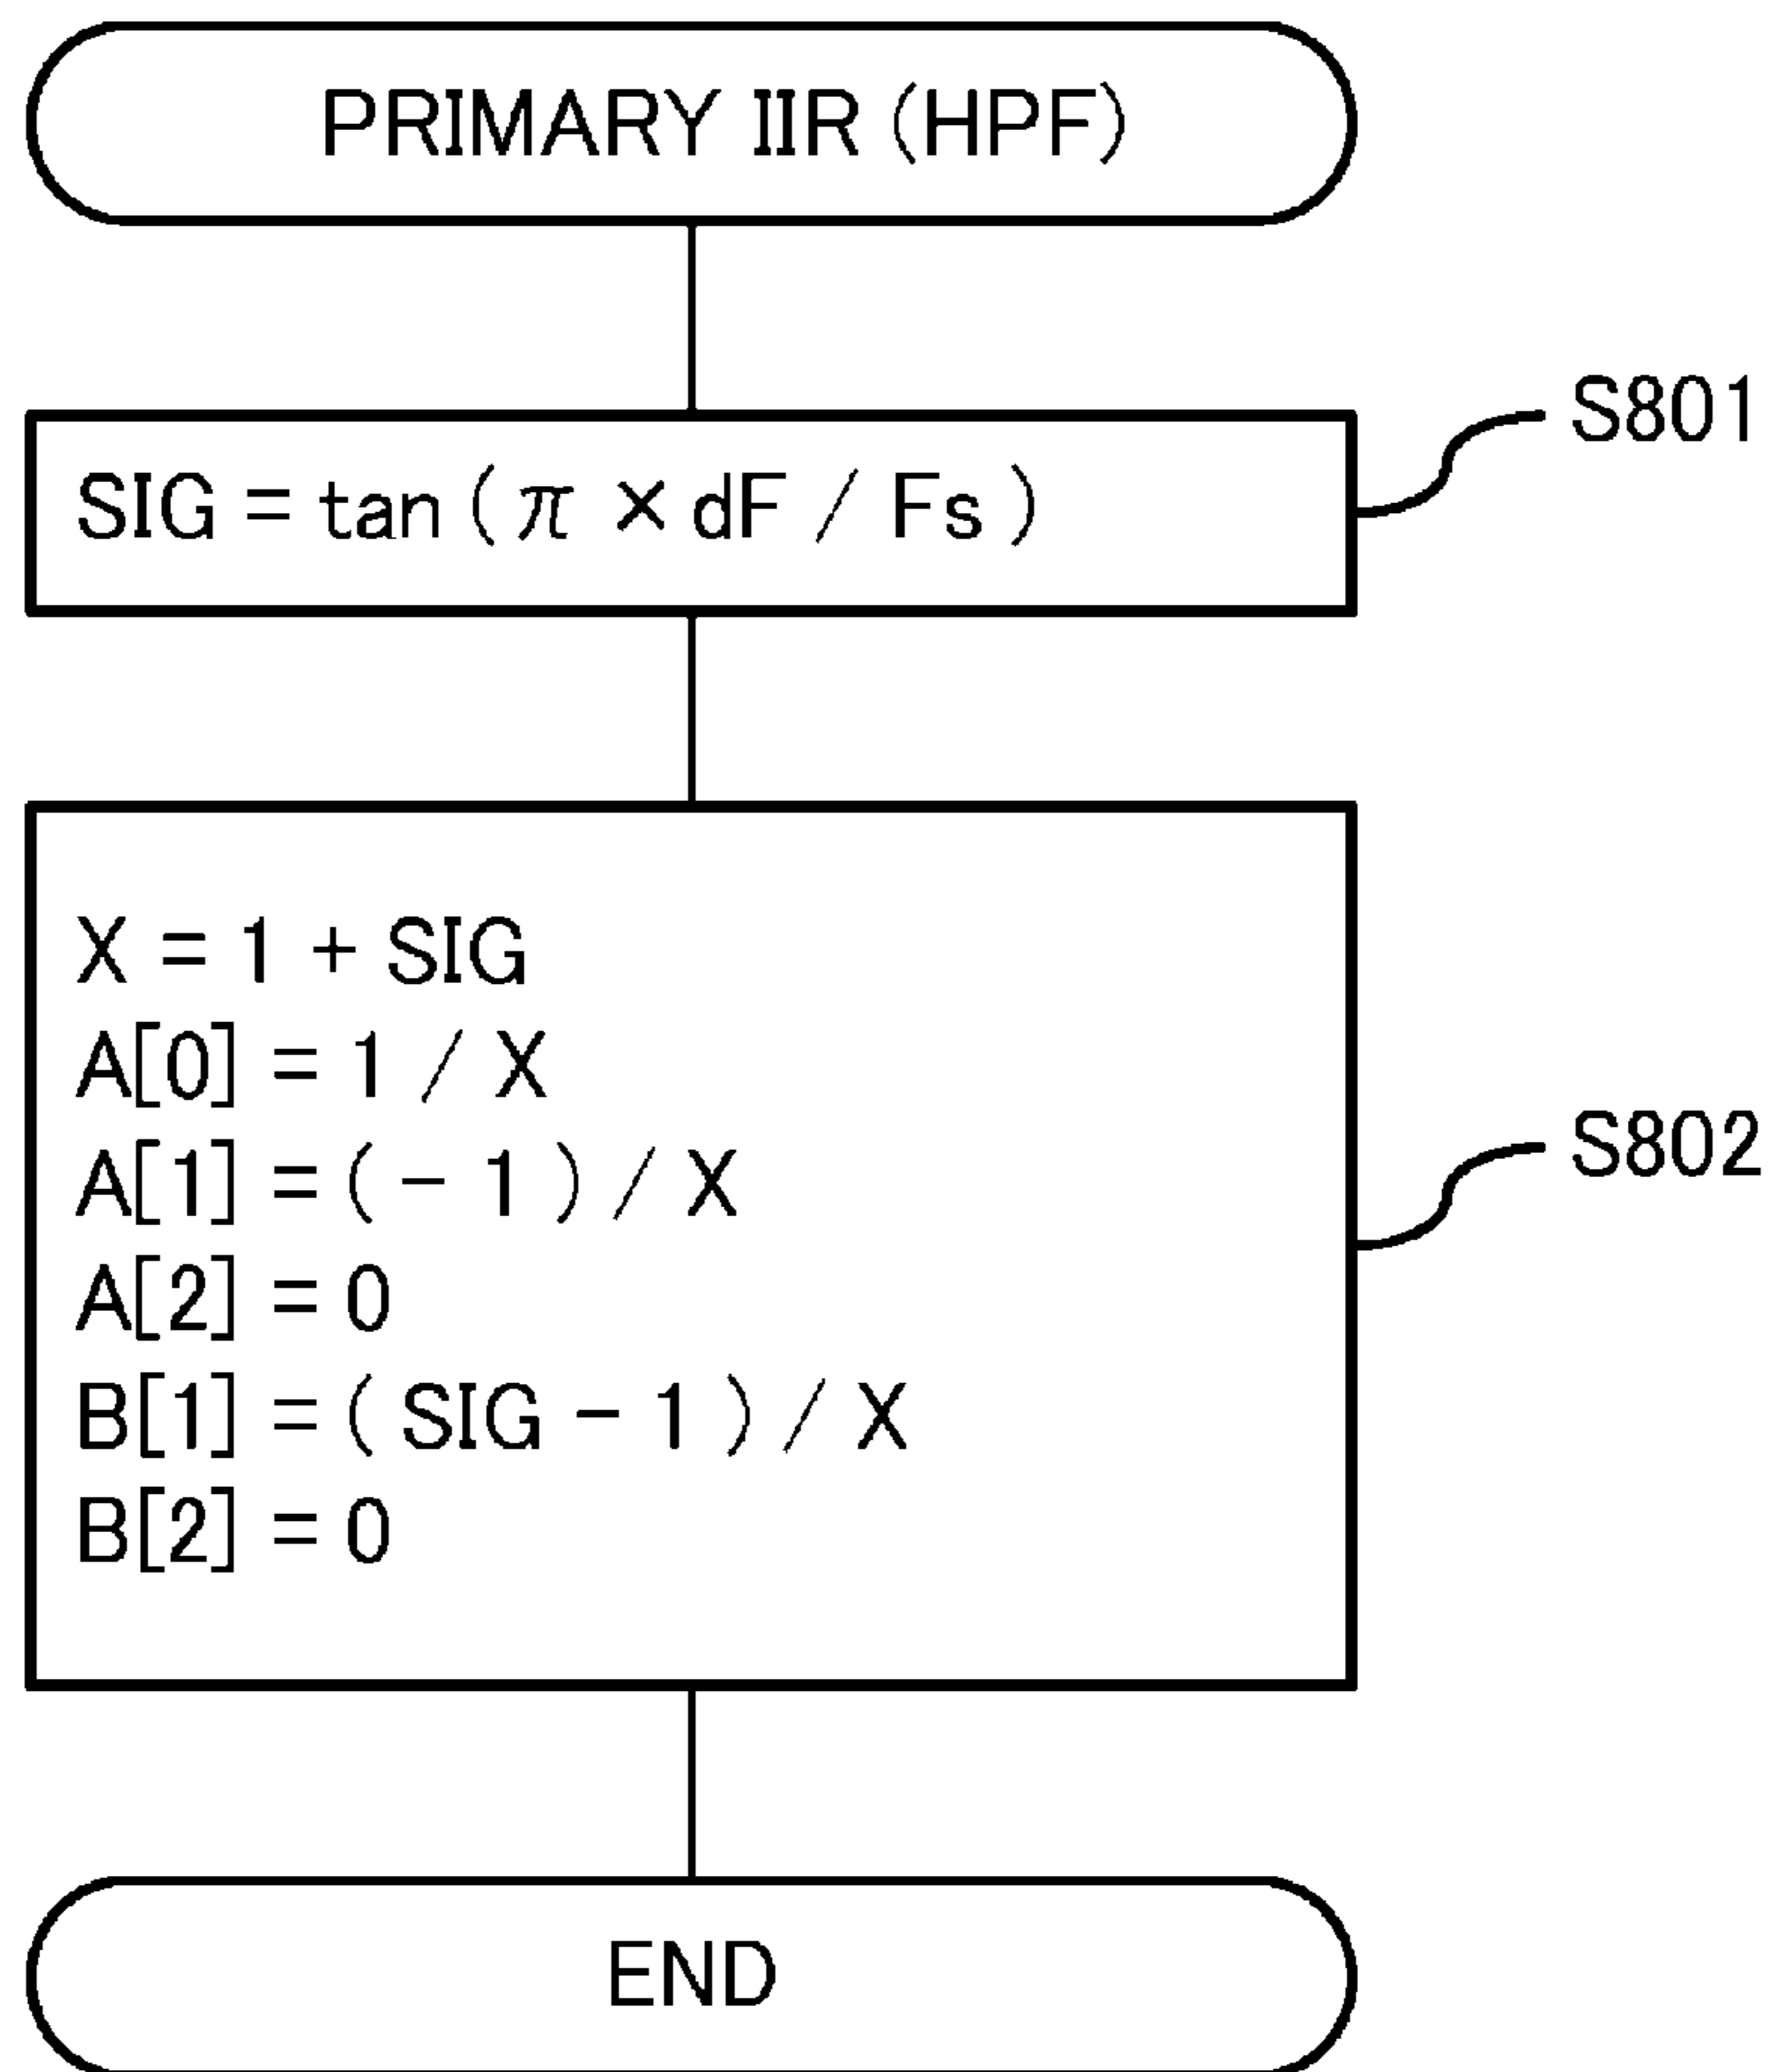 PRIMARY IIR (HPF)
SIG = tan ( π × dF / Fs )
S801
X = 1 + SIG
A[0] = 1 / X
A[1] = ( - 1 ) / X
A[2] = 0
B[1] = ( SIG - 1 ) / X
B[2] = 0
S802
END